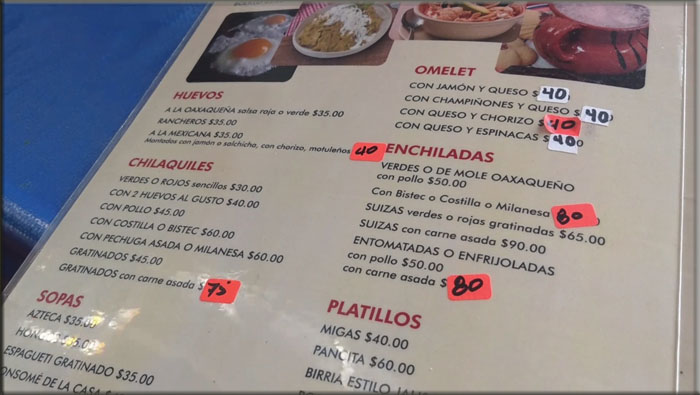 HUEVOS
A LA OAXAQUEÑA salsa roja o verde $35.00
RANCHEROS $35.00
A LA MEXICANA $35.00
Montados con jamón o salchicha, con chorizo, motuleños 40
CHILAQUILES
VERDES O ROJOS sencillos $30.00
CON 2 HUEVOS AL GUSTO $40.00
CON POLLO $45.00
CON COSTILLA O BISTEC $60.00
CON PECHUGA ASADA O MILANESA $60.00
GRATINADOS $45.00
GRATINADOS con carne asada $75
SOPAS
AZTECA $35.00
ESPAGUETI GRATINADO $35.00
DE LA CASA
OMELET
CON JAMÓN Y QUESO $40
CON CHAMPIÑONES Y QUESO $40
CON QUESO Y CHORIZO $40
CON QUESO Y ESPINACAS $40
ENCHILADAS
VERDES O DE MOLE OAXAQUEÑO
con pollo $50.00
Con Bistec o Costilla o Milanesa 80
SUIZAS verdes o rojas gratinadas $65.00
SUIZAS con carne asada $90.00
ENTOMATADAS O ENFRIJOLADAS
con pollo $50.00
con carne asada $80
PLATILLOS
MIGAS $40.00
PANCITA $60.00
BIRRIA ESTILO